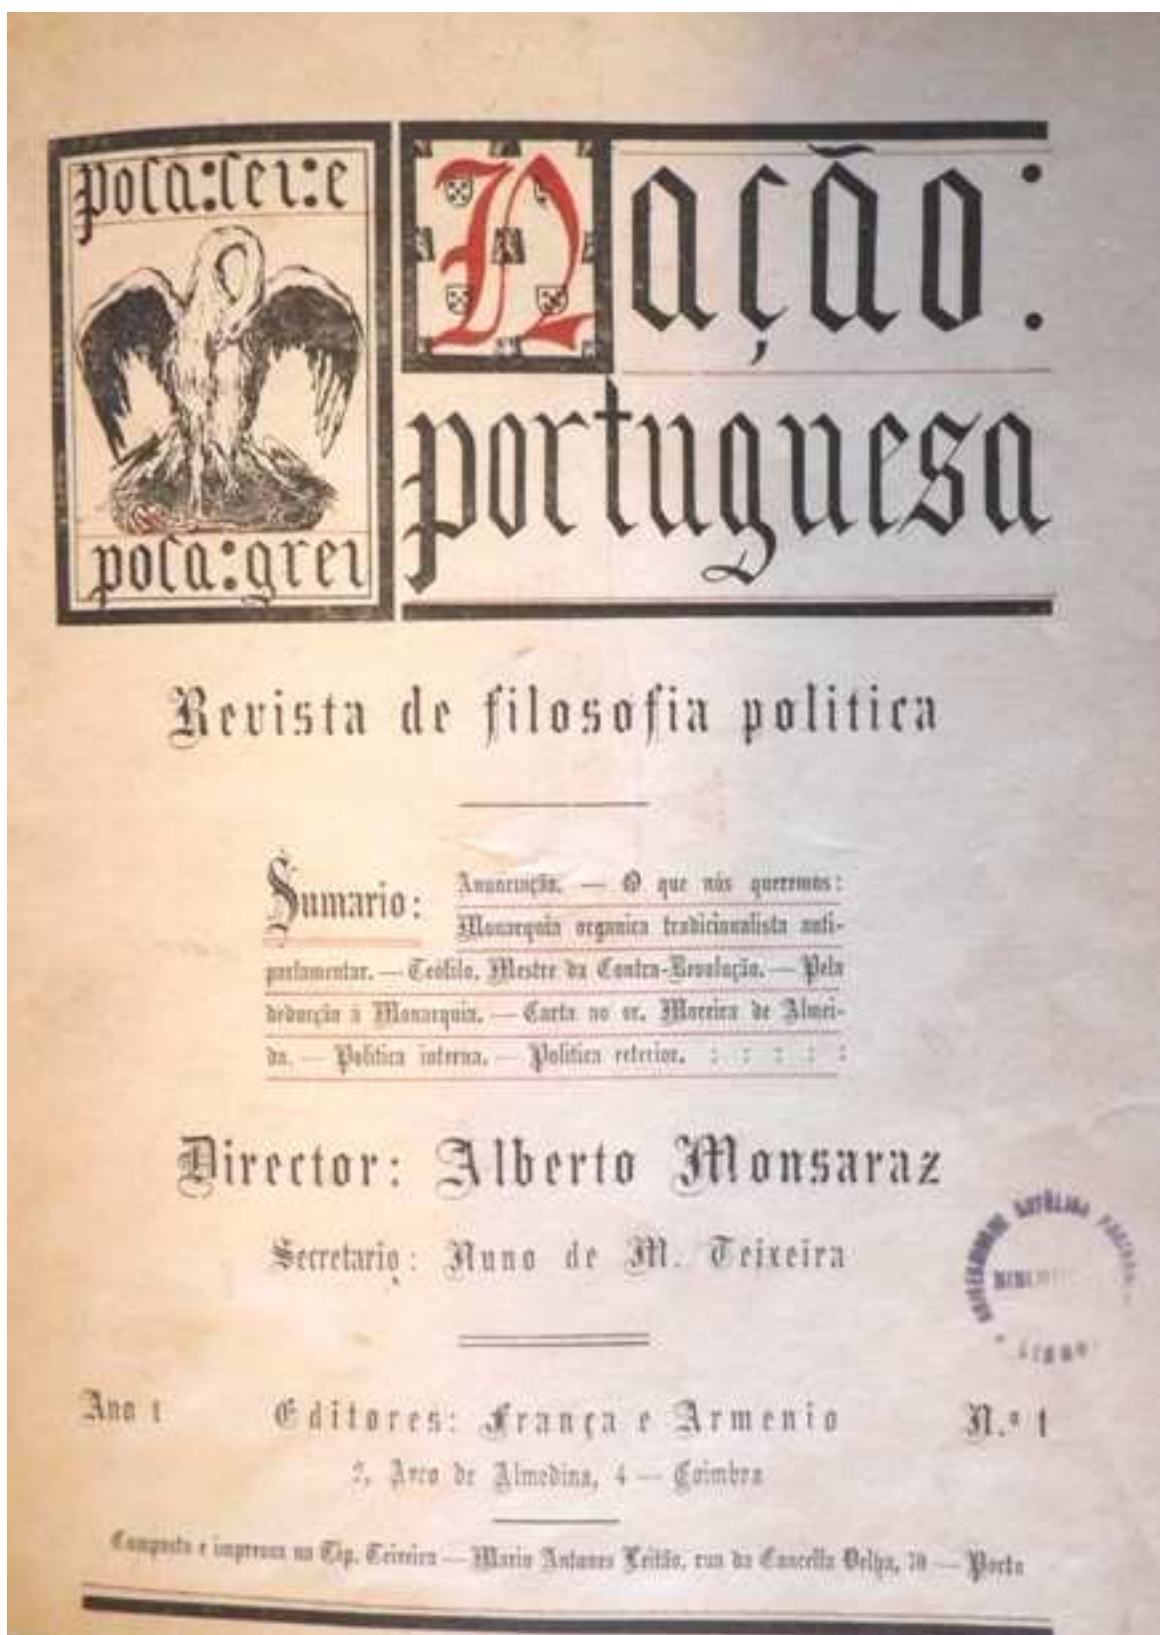 pola:lei:e
pola:grei
Nação:
portuguesa
Revista de filosofia politica
Sumario: Anunciação. — O que nós queremos:
Monarquia organica tradicionalista anti-
parlamentar. — Teófilo, Mestre da Contra-Revolução. — Pela
dedução á Monarquia. — Carta ao sr. Moreira de Almei-
da. — Politica interna. — Politica exterior. : : : : :
Director: Alberto Monsaraz
Secretario: Nuno de M. Teixeira
UNIVERSIDADE CATÓLICA
Ano 1
Editores: França e Armenio
N.º 1
2, Arco de Almedina, 4 — Coimbra
Composto e impresso na Tip. Teixeira — Mario Antunes Leitão, rua da Cancella Velha, 70 — Porto